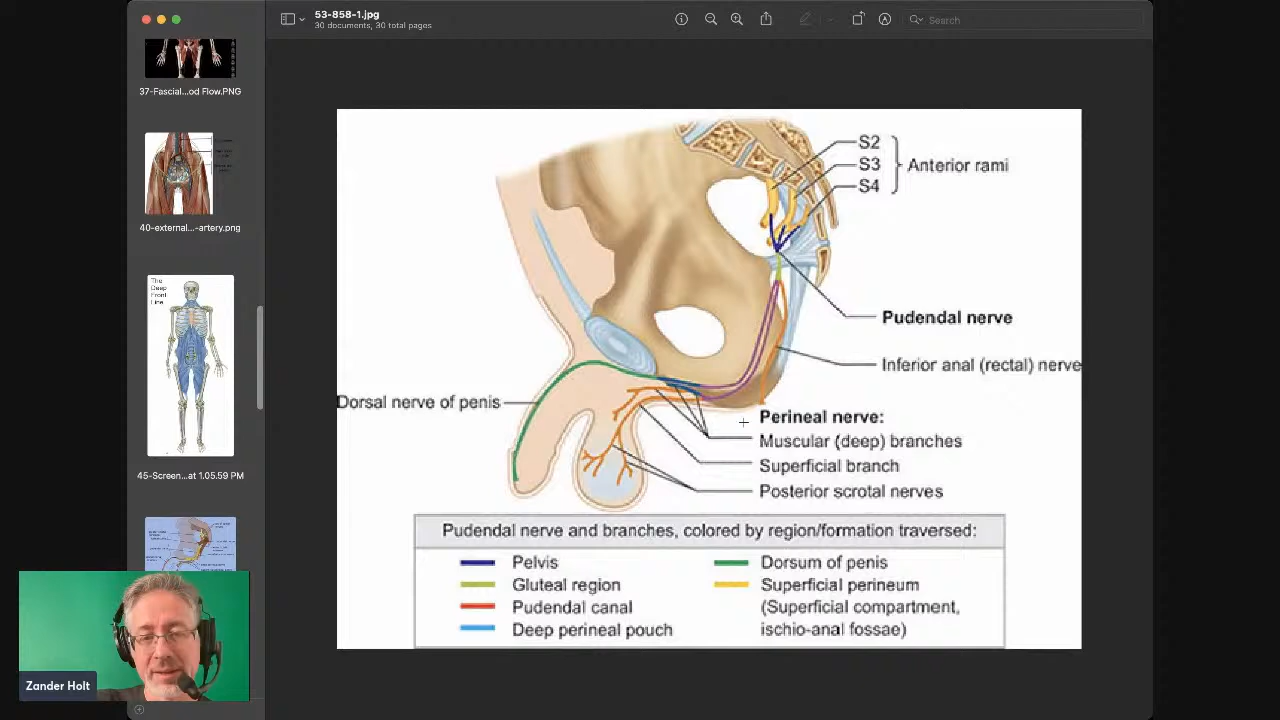 53-858-1.jpg
30 documents, 30 total pages
Search
37-Fascial...od Flow.PNG
40-external...-artery.png
The
Deep
Front
Line
45-Screen...at 1.05.59 PM
S2
S3
S4
Anterior rami
Pudendal nerve
Inferior anal (rectal) nerve
Dorsal nerve of penis
Perineal nerve:
Muscular (deep) branches
Superficial branch
Posterior scrotal nerves
Pudendal nerve and branches, colored by region/formation traversed:
Pelvis
Gluteal region
Pudendal canal
Deep perineal pouch
Dorsum of penis
Superficial perineum
(Superficial compartment,
ischio-anal fossae)
Zander Holt